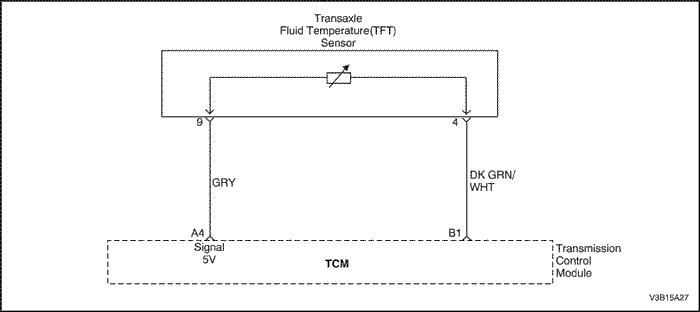 Transaxle
Fluid Temperature(TFT)
Sensor
9
4
GRY
DK GRN/
WHT
A4
B1
Signal
5V
TCM
Transmission
Control
Module
V3B15A27